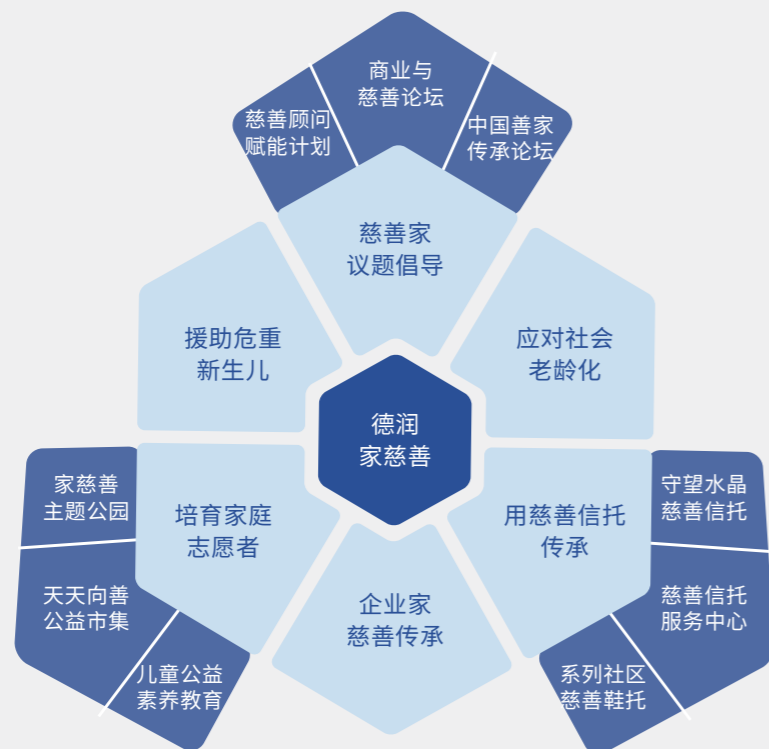 商业与
慈善论坛
慈善顾问
赋能计划
中国善家
传承论坛
慈善家
议题倡导
援助危重
新生儿
应对社会
老龄化
德润
家慈善
家慈善
主题公园
培育家庭
志愿者
用慈善信托
传承
守望水晶
慈善信托
天天向善
公益市集
企业家
慈善传承
慈善信托
服务中心
儿童公益
素养教育
系列社区
慈善鞋托